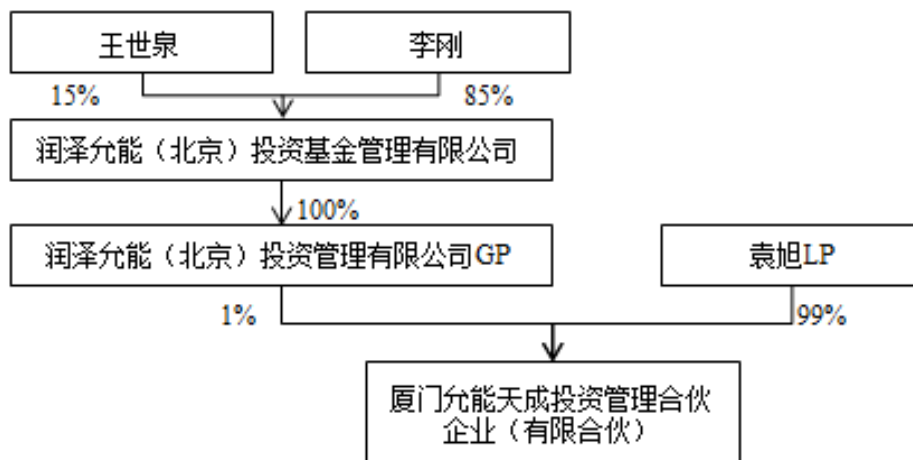 王世泉
李刚
15%
85%
润泽允能（北京）投资基金管理有限公司
100%
润泽允能（北京）投资管理有限公司GP
袁旭LP
1%
99%
厦门允能天成投资管理合伙
企业（有限合伙）